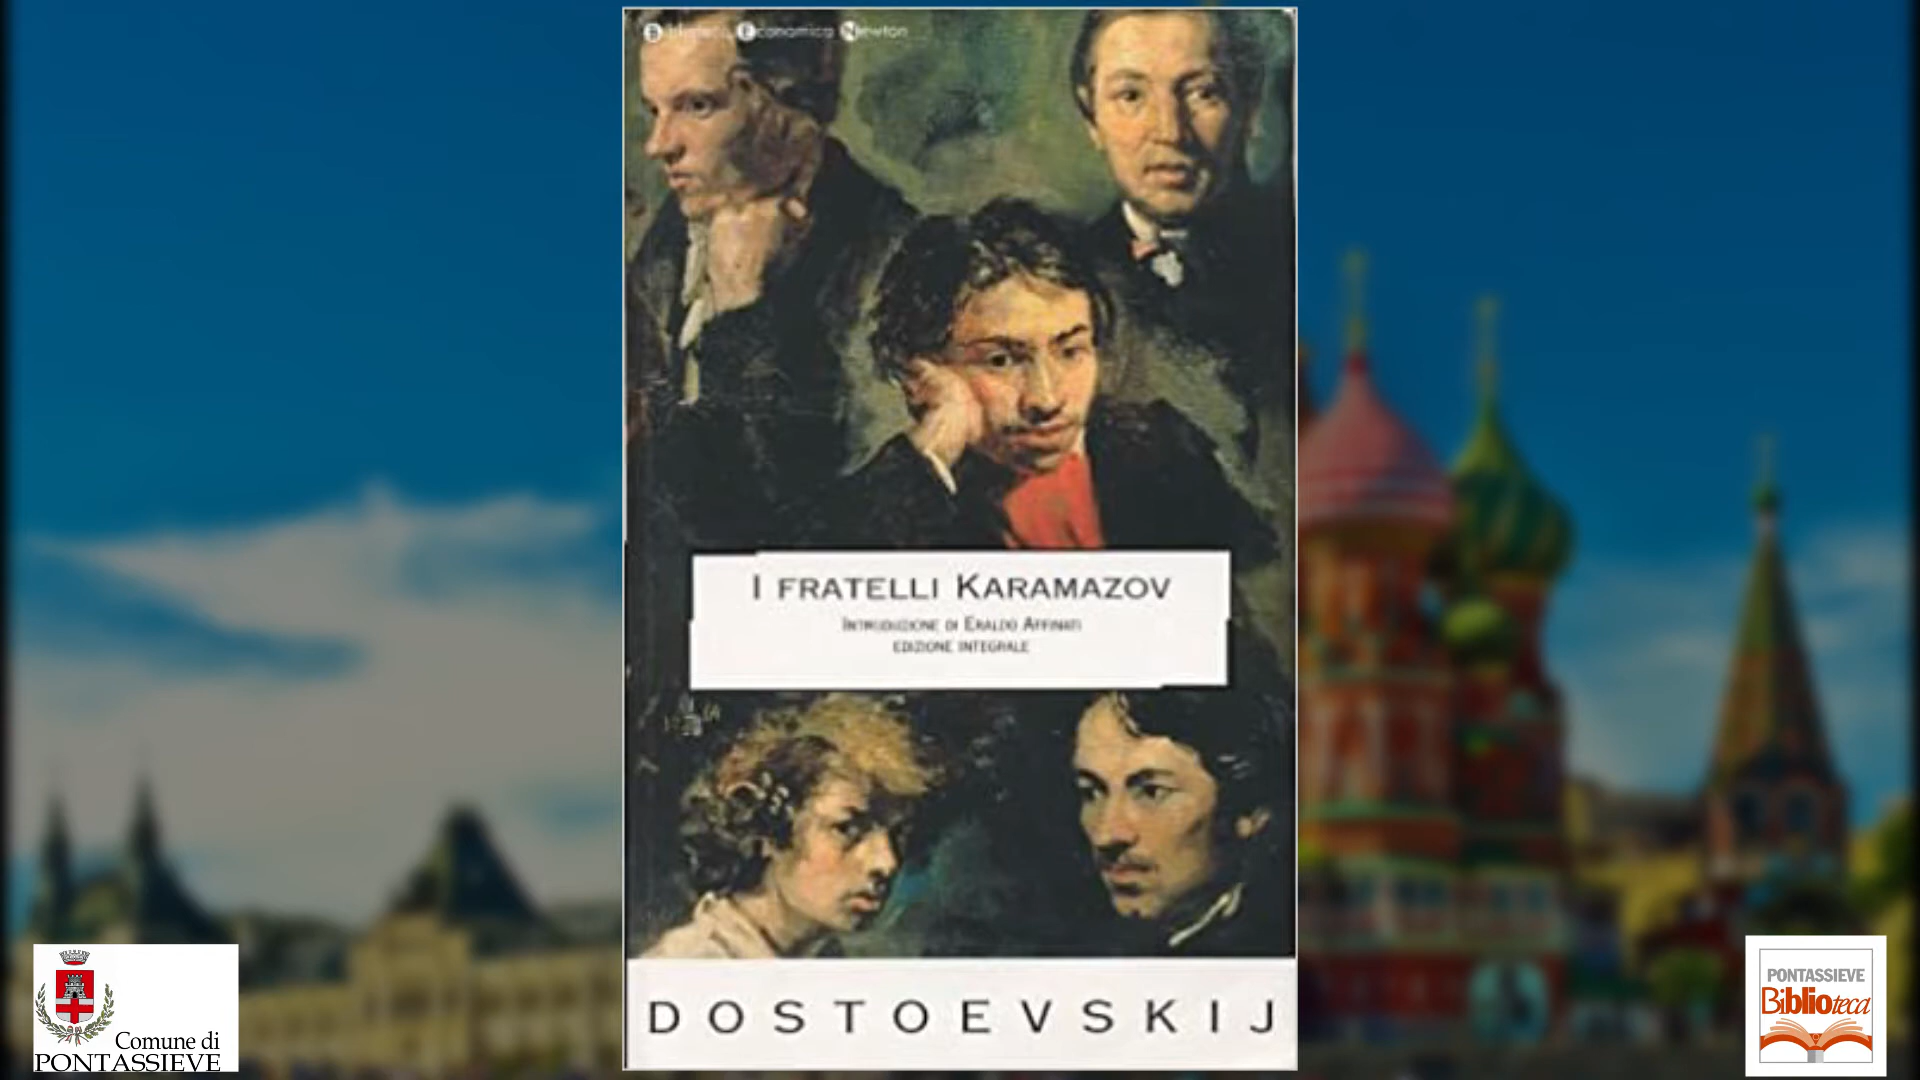 Biblioteca Economica Newton
I FRATELLI KARAMAZOV
INTRODUZIONE DI ERALDO AFFINATI
EDIZIONE INTEGRALE
DOSTOEVSKIJ
Comune di
PONTASSIEVE
PONTASSIEVE
Biblioteca